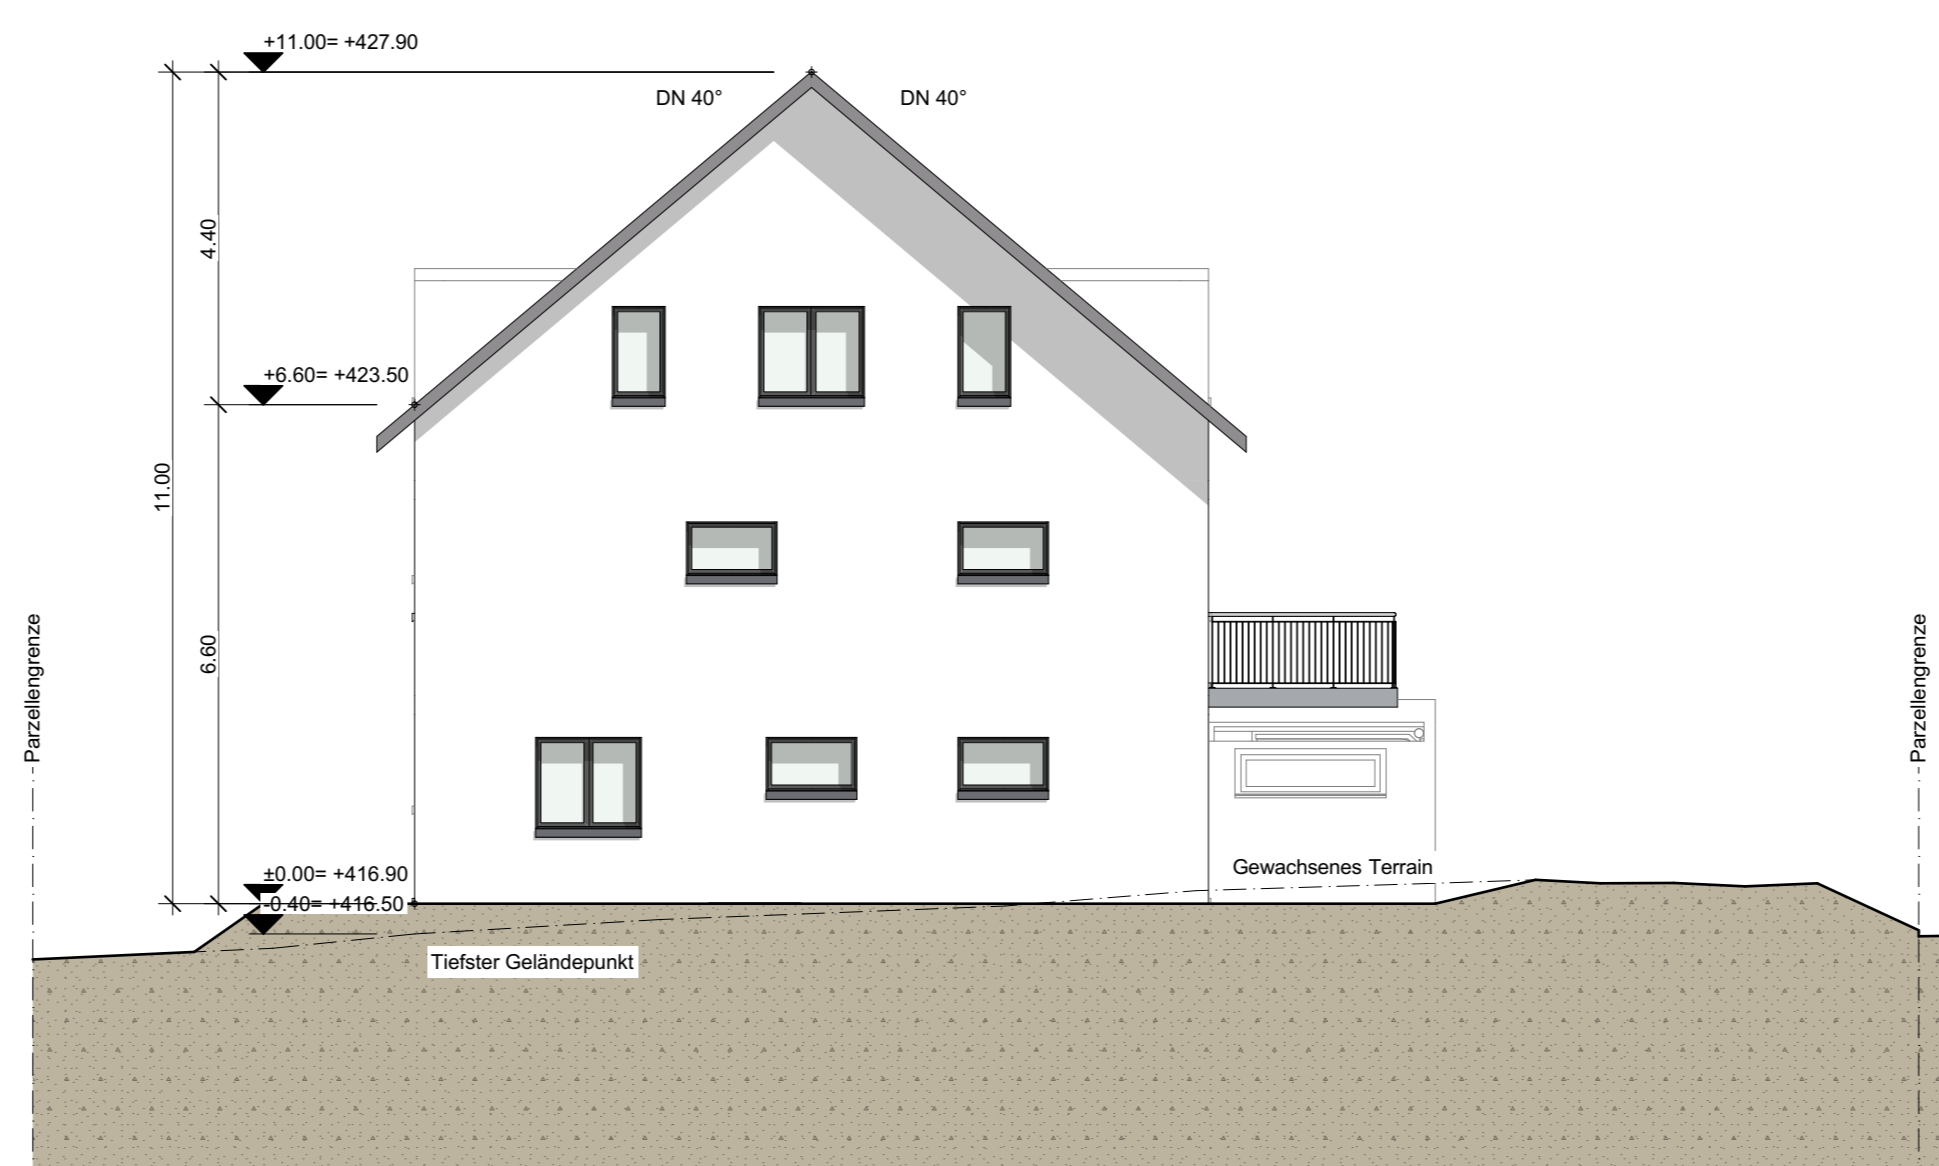 +11.00= +427.90
DN 40°
DN 40°
4.40
+6.60= +423.50
11.00
6.60
Parzellengrenze
Parzellengrenze
±0.00= +416.90
-0.40= +416.50
Gewachsenes Terrain
Tiefster Geländepunkt